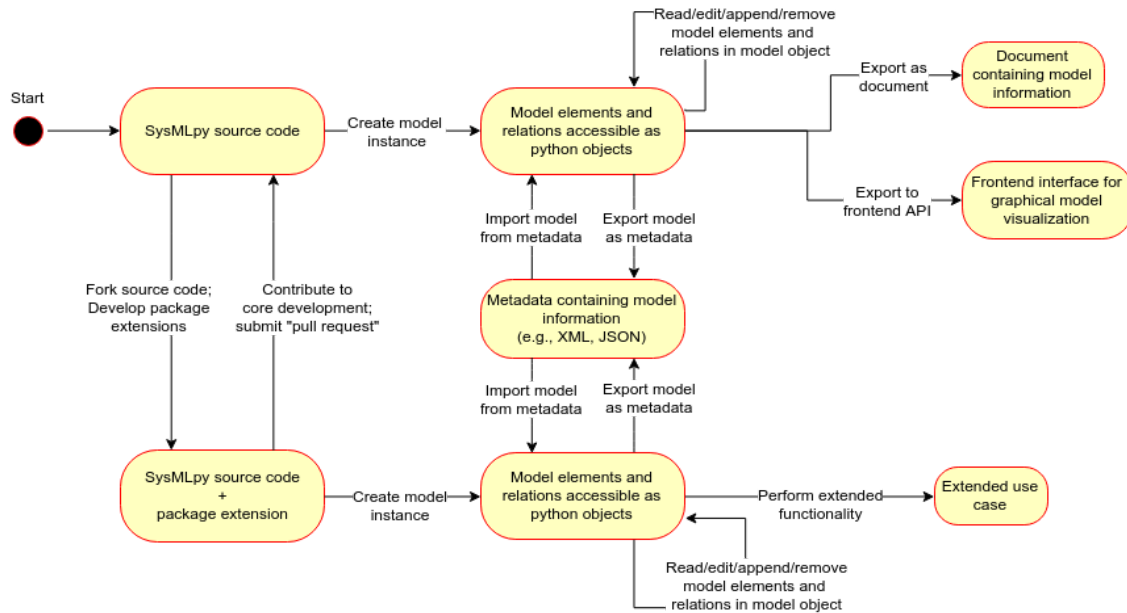 Read/edit/append/remove
model elements and
relations in model object
Start
SysMLpy source code
Create model
instance
Model elements and
relations accessible as
python objects
Export as
document
Document
containing model
information
Export to
frontend API
Frontend interface for
graphical model
visualization
Import model
from metadata
Export model
as metadata
Fork source code;
Develop package
extensions
Contribute to
core development;
submit "pull request"
Metadata containing model
information
(e.g., XML, JSON)
Import model
from metadata
Export model
as metadata
SysMLpy source code
+
package extension
Create model
instance
Model elements and
relations accessible as
python objects
Perform extended
functionality
Extended use
case
Read/edit/append/remove
model elements and
relations in model object